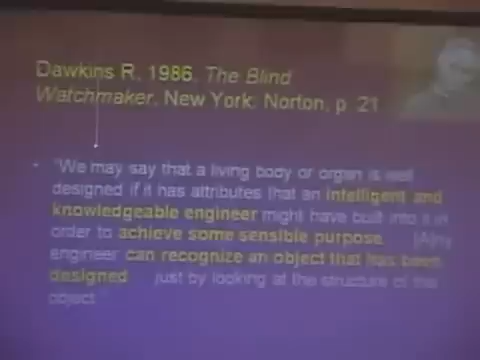 Dawkins R. 1986. The Blind
Watchmaker. New York: Norton, p. 21
• "We may say that a living body or organ is well
designed if it has attributes that an intelligent and
knowledgeable engineer might have built into it in
order to achieve some sensible purpose [A]ny
engineer can recognize an object that has been
designed just by looking at the structure of the
object